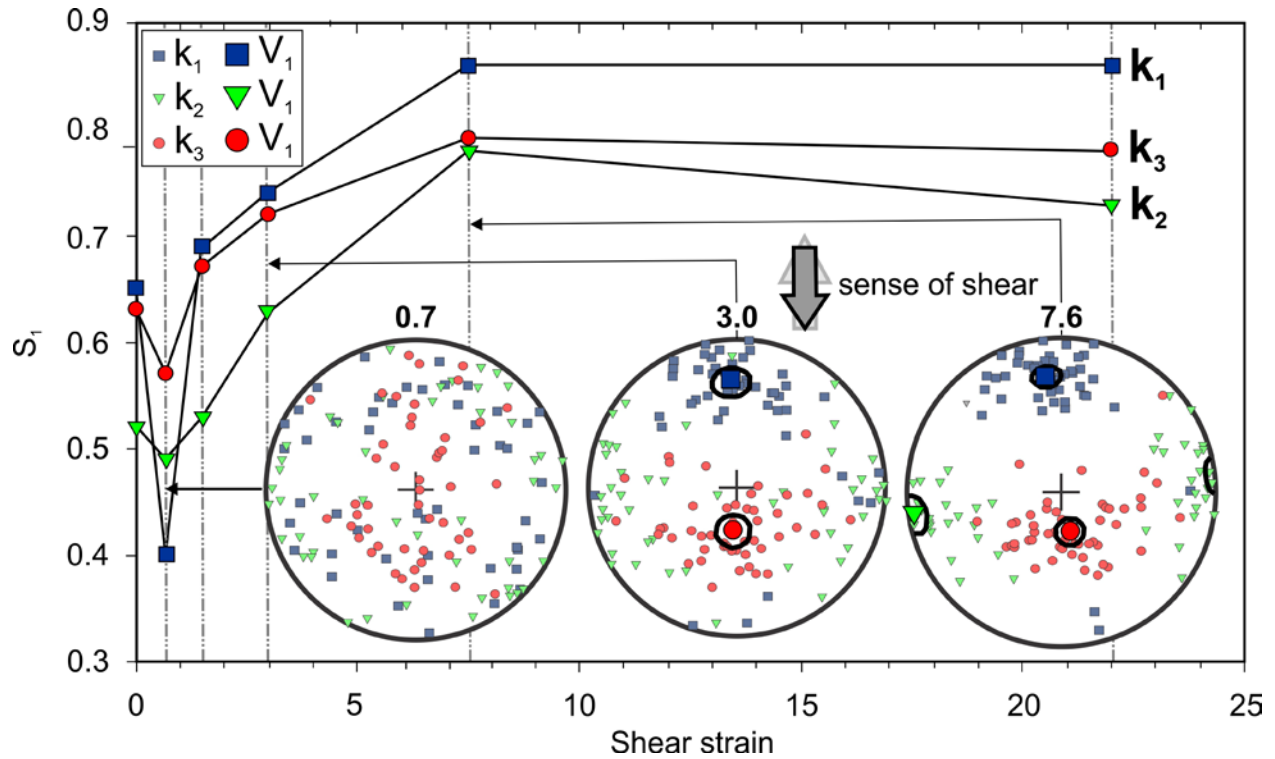 0.9
0.8
0.7
0.6
0.5
0.4
0.3
S₁
k₁ V₁
k₂ V₁
k₃ V₁
k₁
k₃
k₂
sense of shear
0.7 3.0 7.6
0 5 10 15 20 25
Shear strain